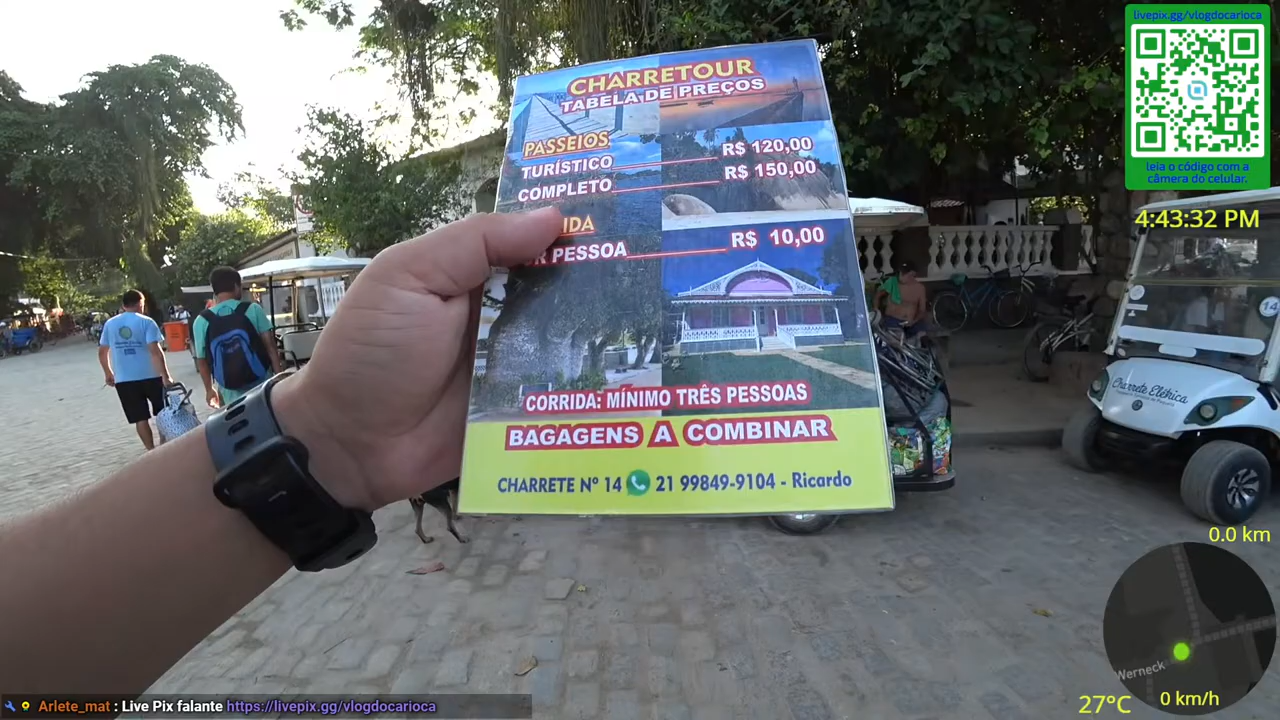 livepix.gg/vlogdocarioca
leia o código com a
câmera do celular.
4:43:32 PM
CHARRETOUR
TABELA DE PREÇOS
PASSEIOS
TURÍSTICO R$ 120,00
COMPLETO R$ 150,00
IDA
R PESSOA R$ 10,00
CORRIDA: MÍNIMO TRÊS PESSOAS
BAGAGENS A COMBINAR
CHARRETE Nº 14 21 99849-9104 - Ricardo
14
Charrete Elétrica
0.0 km
Werneck
27°C
0 km/h
Arlete_mat : Live Pix falante https://livepix.gg/vlogdocarioca